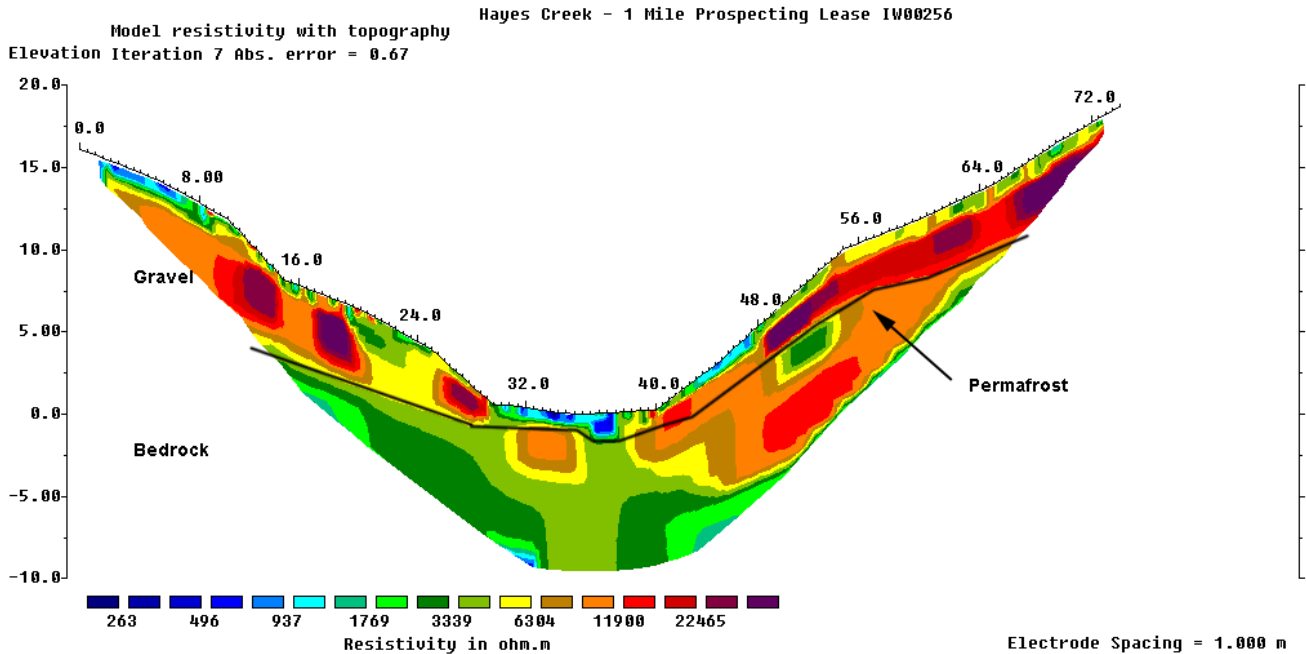 Hayes Creek - 1 Mile Prospecting Lease IW00256
Model resistivity with topography
Elevation Iteration 7 Abs. error = 0.67
20.0
72.0
0.0
15.0
64.0
8.00
56.0
10.0
16.0
Gravel
48.0
24.0
5.00
Permafrost
32.0
40.0
0.0
Bedrock
-5.00
-10.0
263 496 937 1769 3339 6304 11900 22465
Resistivity in ohm.m
Electrode Spacing = 1.000 m